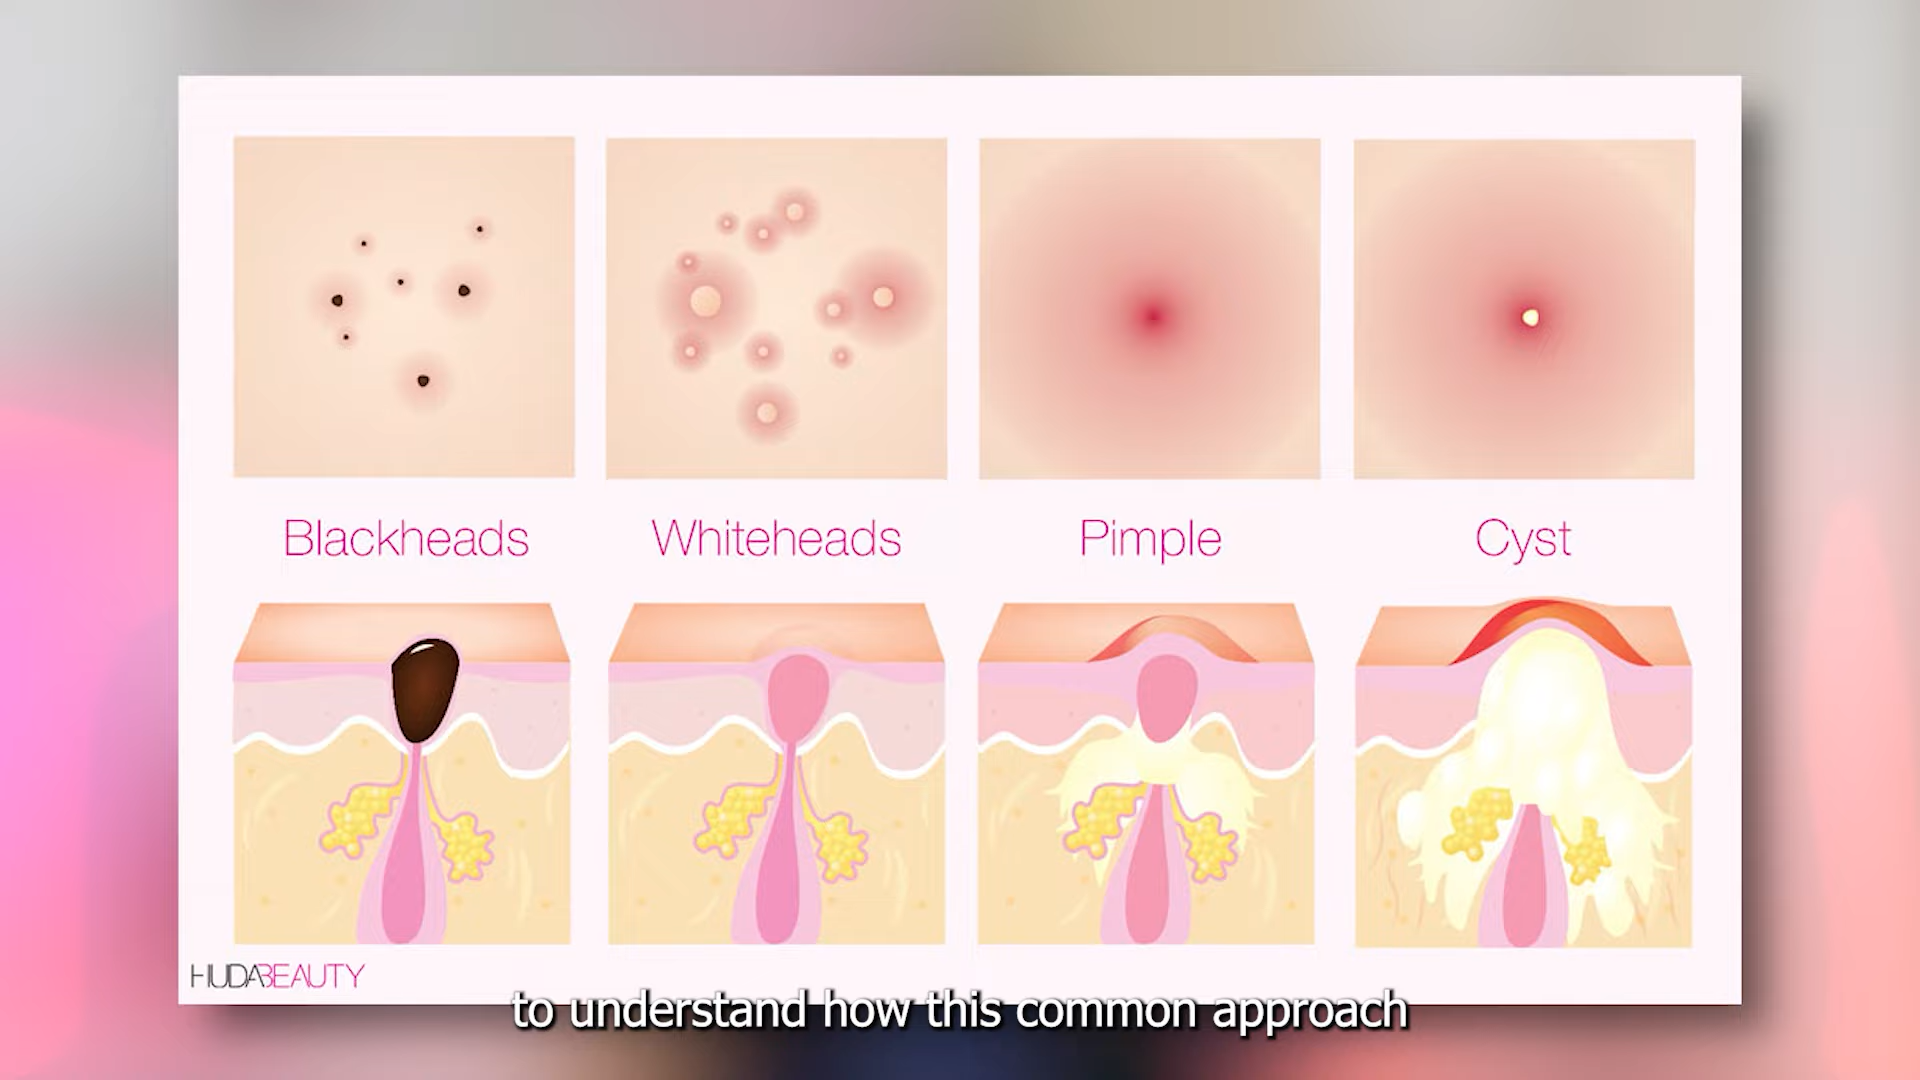 Blackheads
Whiteheads
Pimple
Cyst
HUDABEAUTY
to understand how this common approach